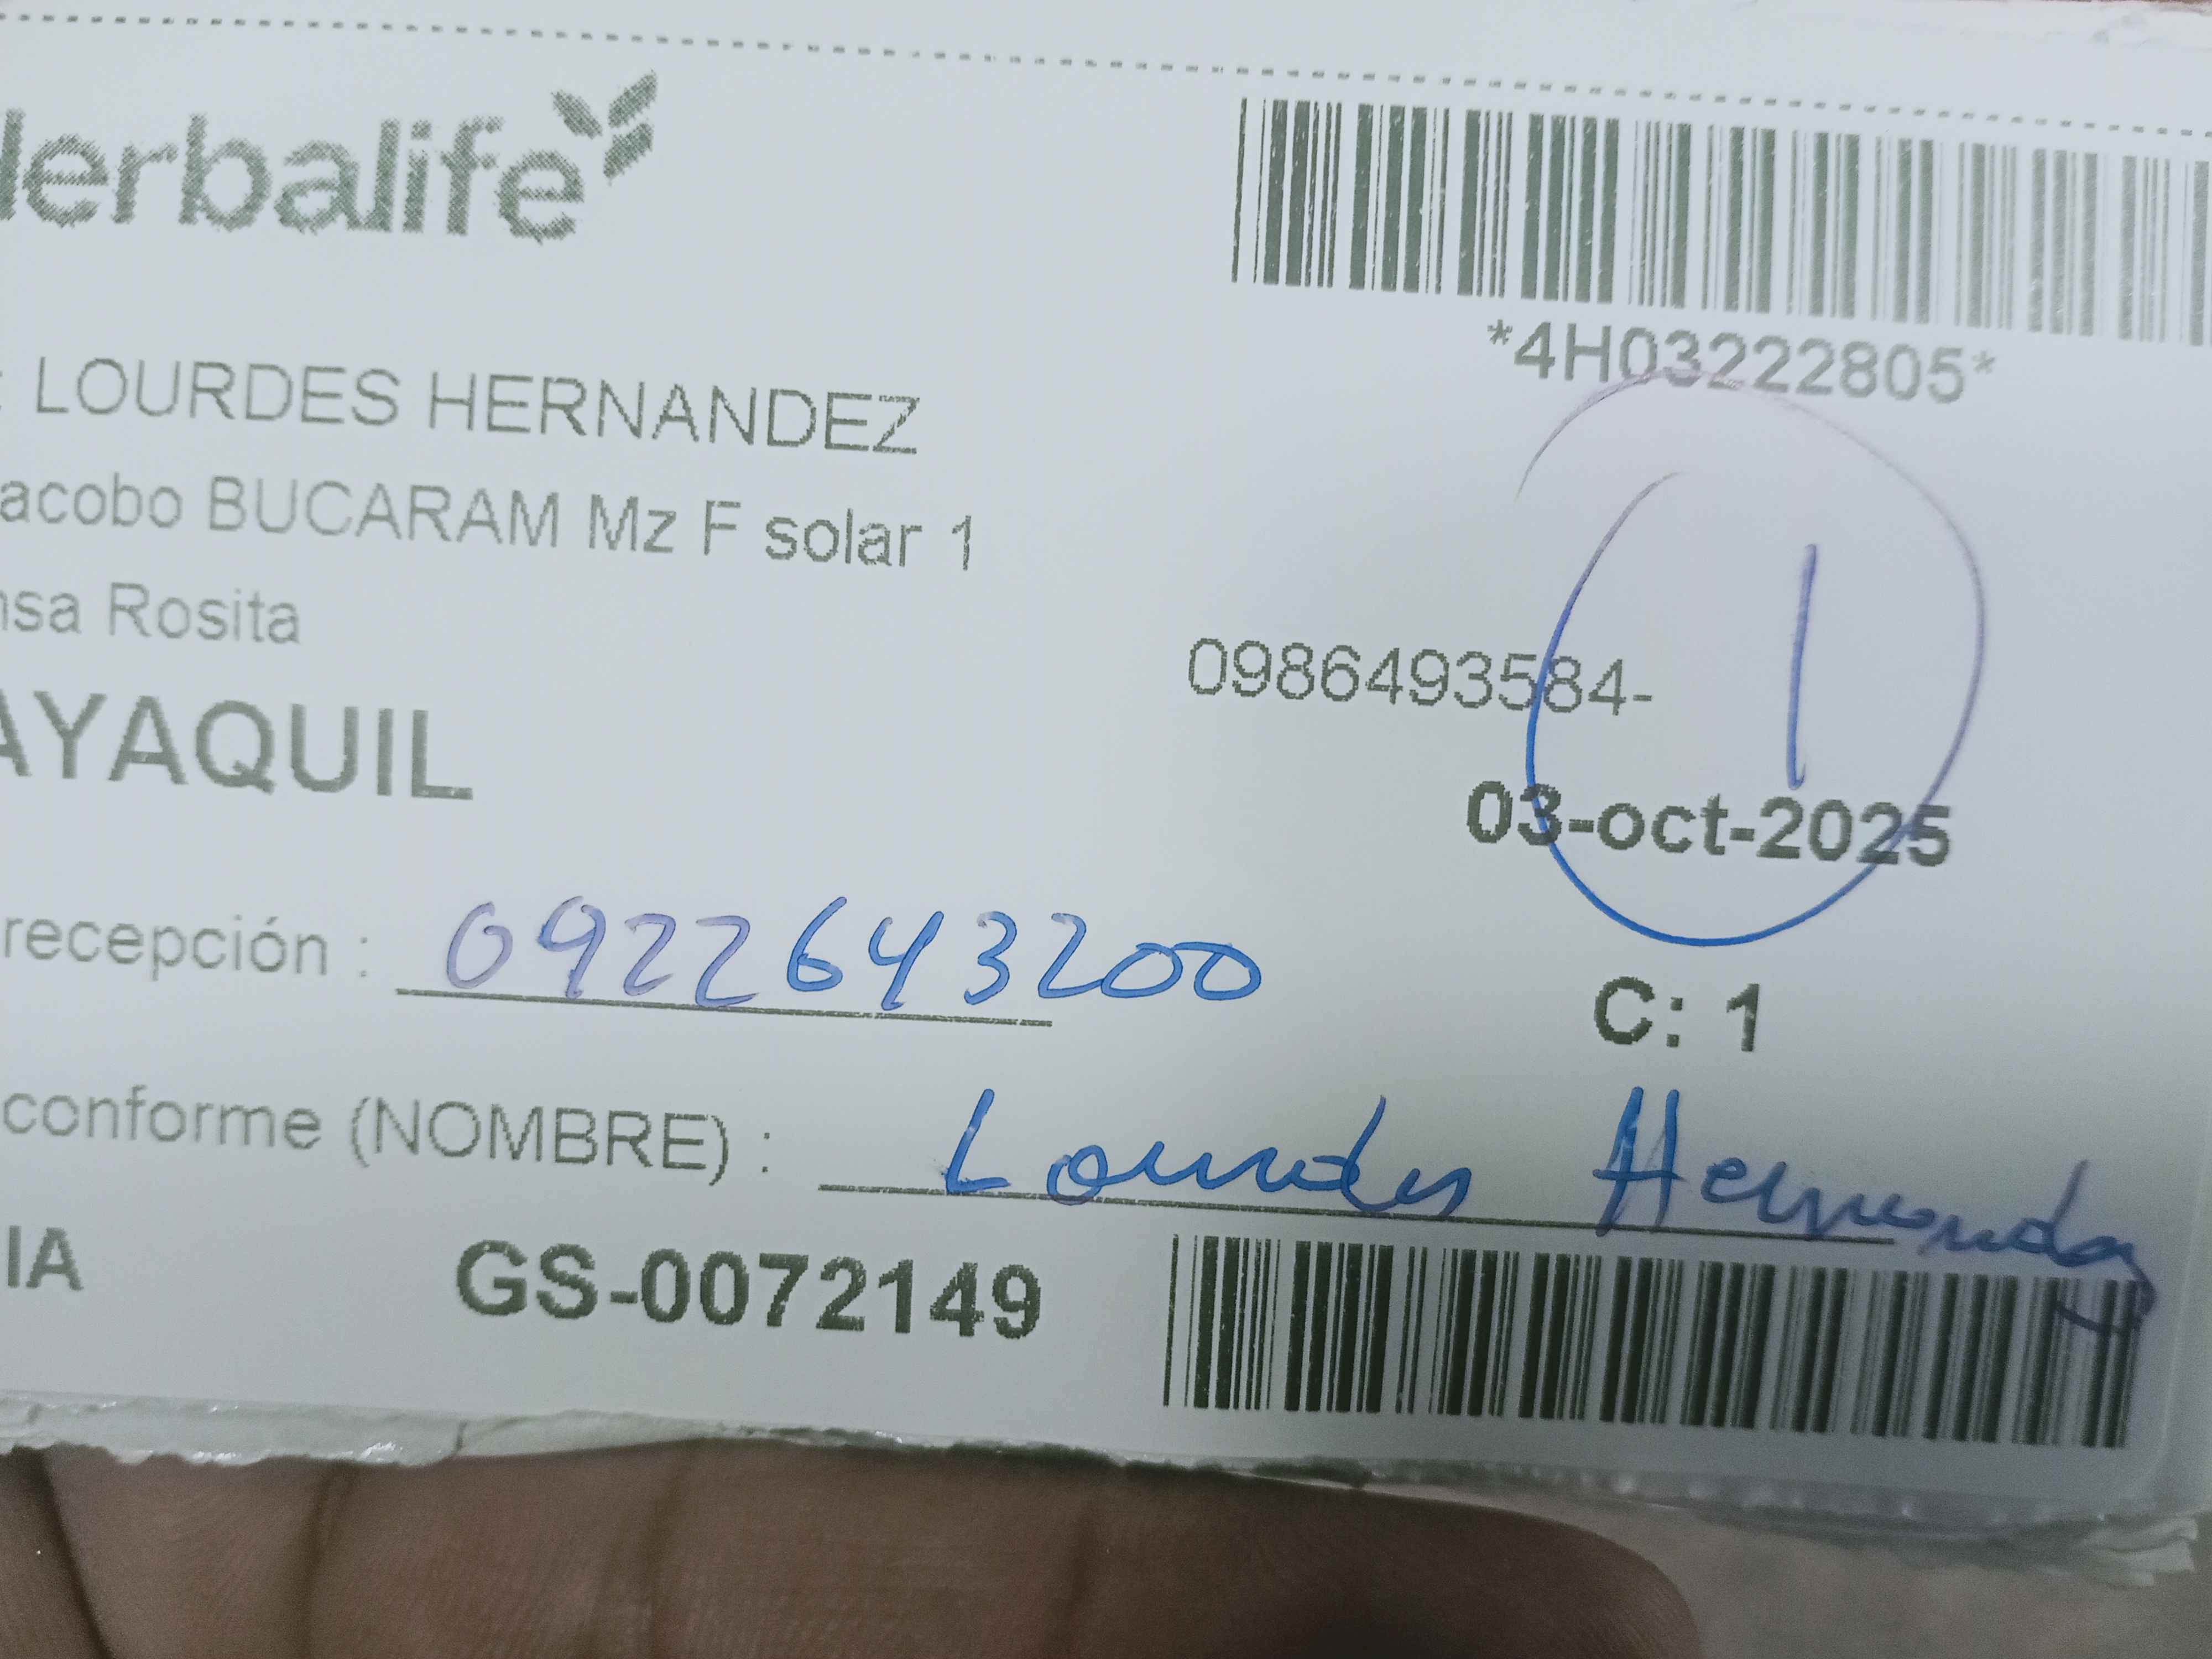 Herbalife
*4H03222805*
: LOURDES HERNANDEZ
acobo BUCARAM Mz F solar 1
nsa Rosita
0986493584-
AYAQUIL
03-oct-2025
1
recepción : 0922643200
C: 1
conforme (NOMBRE) : Lourdes Hernandez
IA GS-0072149